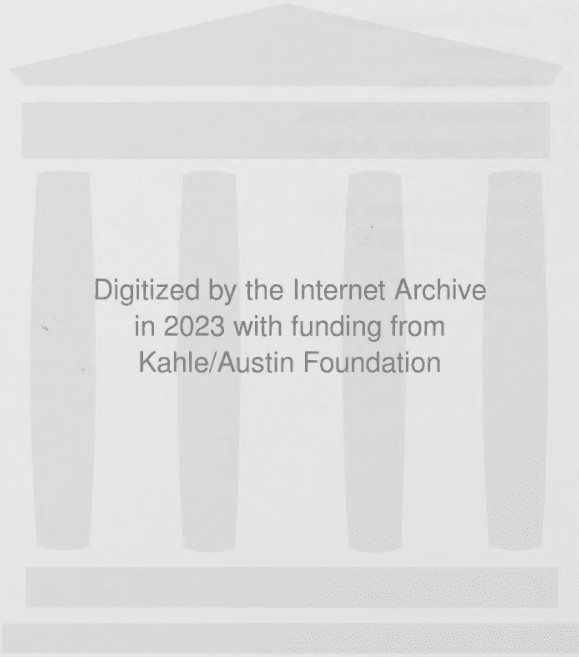 Digitized by the Internet Archive
in 2023 with funding from
Kahle/Austin Foundation